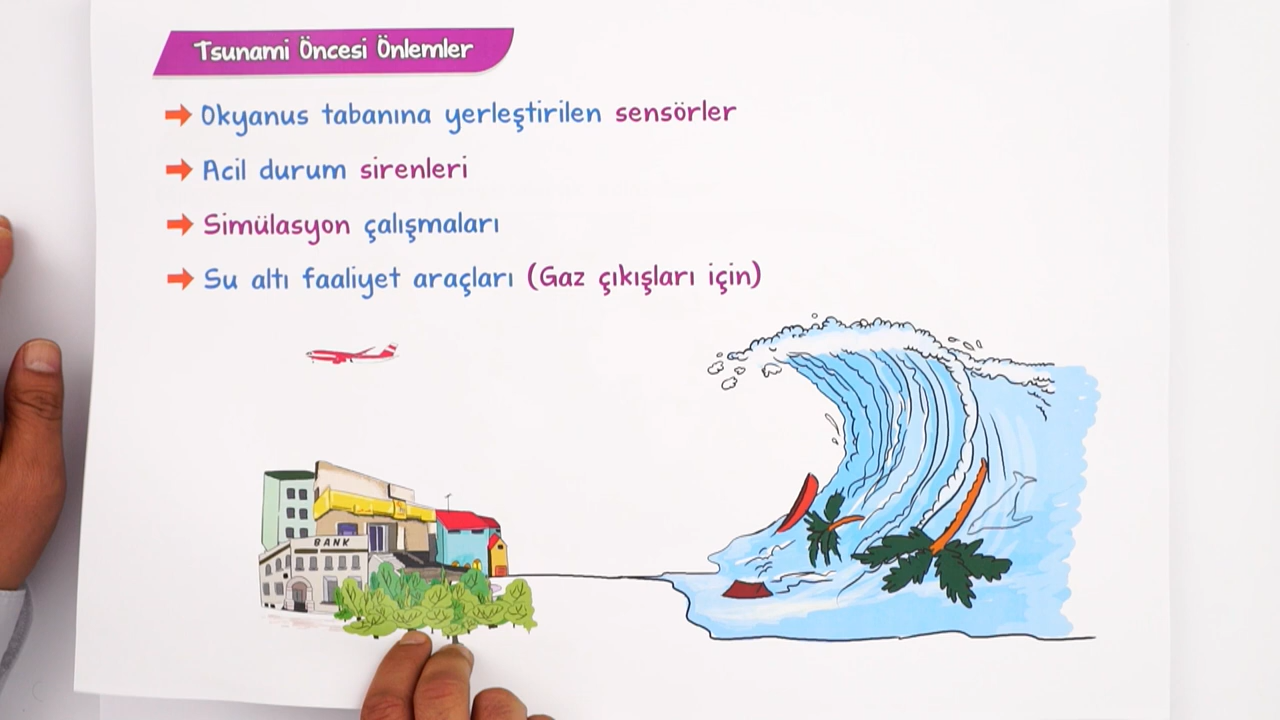 Tsunami Öncesi Önlemler
Okyanus tabanına yerleştirilen sensörler
Acil durum sirenleri
Simülasyon çalışmaları
Su altı faaliyet araçları (Gaz çıkışları için)
BANK